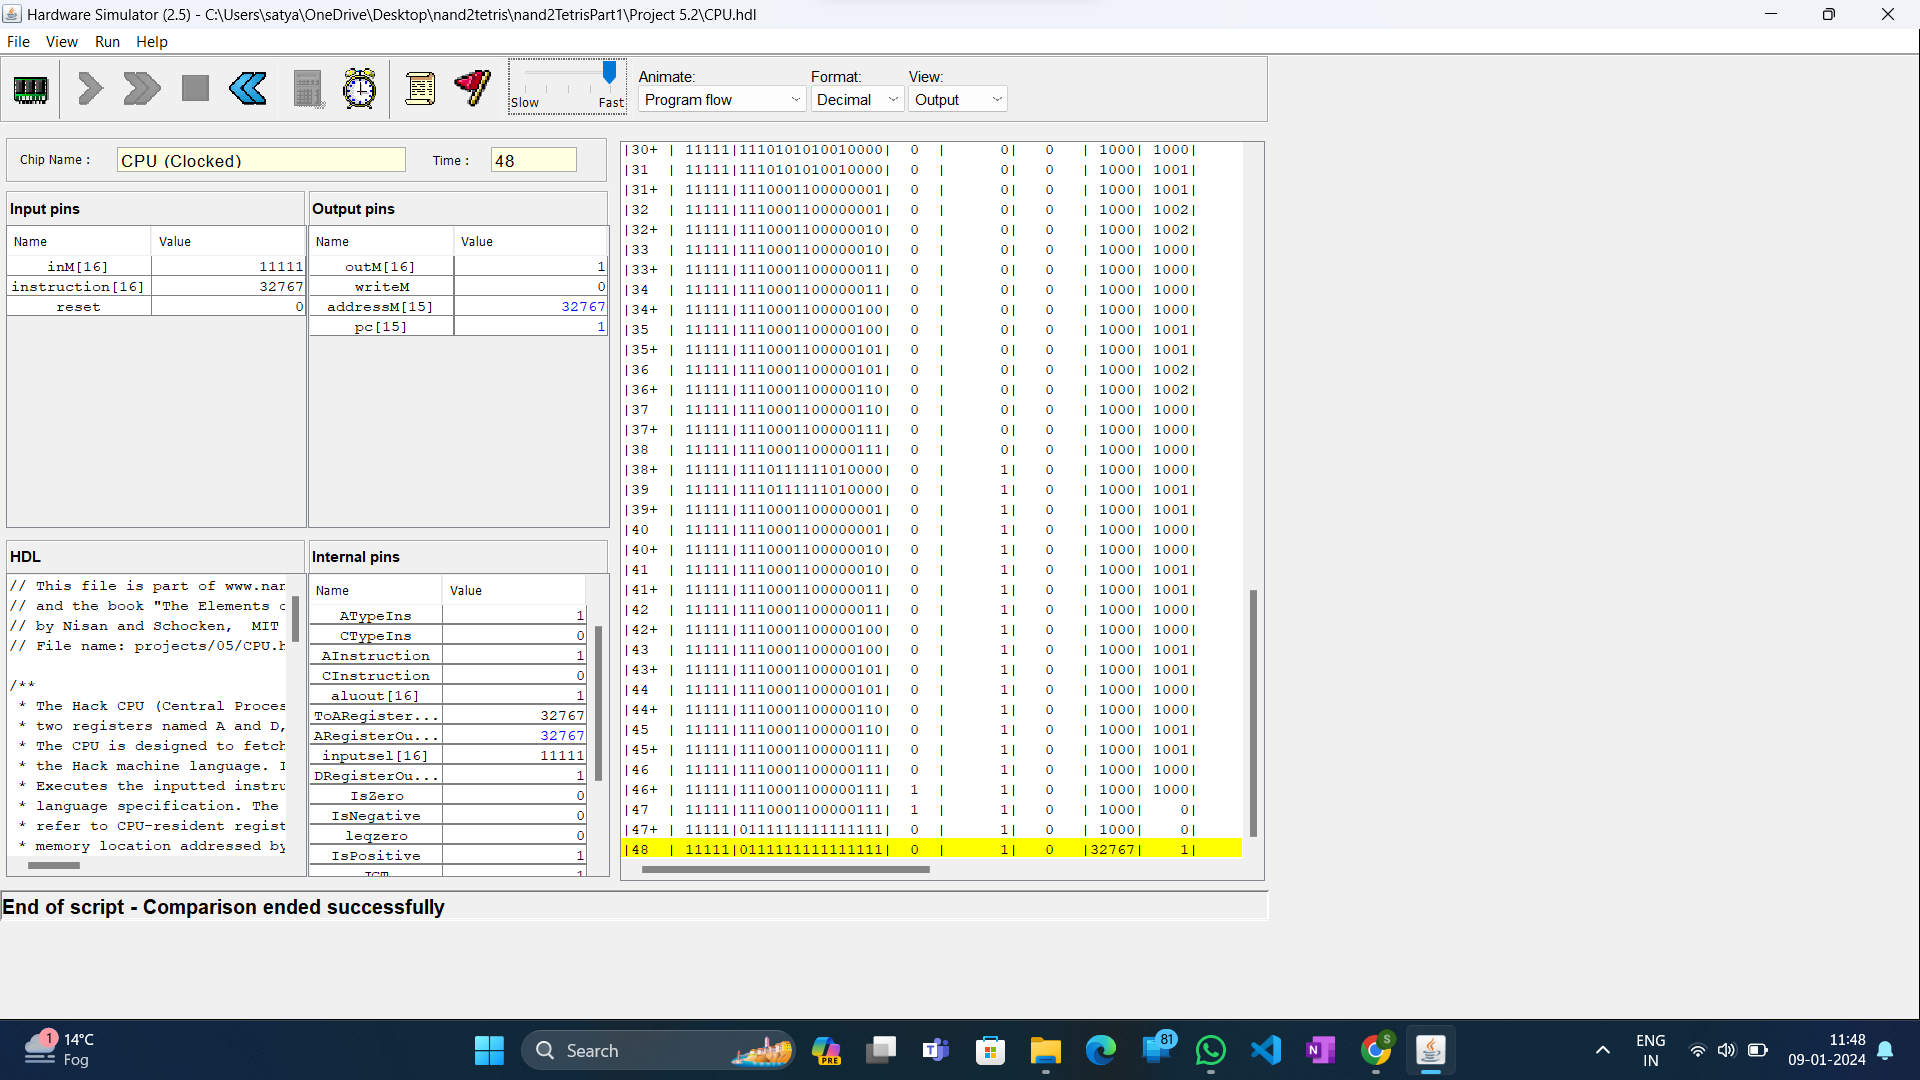 Hardware Simulator (2.5) - C:\Users\satya\OneDrive\Desktop\nand2tetris\nand2TetrisPart1\Project 5.2\CPU.hdl
File View Run Help
Slow Fast
Animate: Format: View:
Program flow Decimal Output
Chip Name : CPU (Clocked) Time : 48
Input pins
Name Value
inM[16] 11111
instruction[16] 32767
reset 0
Output pins
Name Value
outM[16] 1
writeM 0
addressM[15] 32767
pc[15] 1
HDL
// This file is part of www.nan
// and the book "The Elements o
// by Nisan and Schocken, MIT
// File name: projects/05/CPU.h
/**
* The Hack CPU (Central Proces
* two registers named A and D,
* The CPU is designed to fetch
* the Hack machine language. I
* Executes the inputted instru
* language specification. The
* refer to CPU-resident regist
* memory location addressed by
Internal pins
Name Value
ATypeIns 1
CTypeIns 0
AInstruction 1
CInstruction 0
aluout[16] 1
ToARegister... 32767
ARegisterOu... 32767
inputsel[16] 11111
DRegisterOu... 1
IsZero 0
IsNegative 0
leqzero 0
IsPositive 1
JGM 1
|30+ | 11111|1110101010010000| 0 | 0| 0 | 1000| 1000|
|31 | 11111|1110101010010000| 0 | 0| 0 | 1000| 1001|
|31+ | 11111|1110001100000001| 0 | 0| 0 | 1000| 1001|
|32 | 11111|1110001100000001| 0 | 0| 0 | 1000| 1002|
|32+ | 11111|1110001100000010| 0 | 0| 0 | 1000| 1002|
|33 | 11111|1110001100000010| 0 | 0| 0 | 1000| 1000|
|33+ | 11111|1110001100000011| 0 | 0| 0 | 1000| 1000|
|34 | 11111|1110001100000011| 0 | 0| 0 | 1000| 1000|
|34+ | 11111|1110001100000100| 0 | 0| 0 | 1000| 1000|
|35 | 11111|1110001100000100| 0 | 0| 0 | 1000| 1001|
|35+ | 11111|1110001100000101| 0 | 0| 0 | 1000| 1001|
|36 | 11111|1110001100000101| 0 | 0| 0 | 1000| 1002|
|36+ | 11111|1110001100000110| 0 | 0| 0 | 1000| 1002|
|37 | 11111|1110001100000110| 0 | 0| 0 | 1000| 1000|
|37+ | 11111|1110001100000111| 0 | 0| 0 | 1000| 1000|
|38 | 11111|1110001100000111| 0 | 0| 0 | 1000| 1000|
|38+ | 11111|1110111111010000| 0 | 1| 0 | 1000| 1000|
|39 | 11111|1110111111010000| 0 | 1| 0 | 1000| 1001|
|39+ | 11111|1110001100000001| 0 | 1| 0 | 1000| 1001|
|40 | 11111|1110001100000001| 0 | 1| 0 | 1000| 1000|
|40+ | 11111|1110001100000010| 0 | 1| 0 | 1000| 1000|
|41 | 11111|1110001100000010| 0 | 1| 0 | 1000| 1001|
|41+ | 11111|1110001100000011| 0 | 1| 0 | 1000| 1001|
|42 | 11111|1110001100000011| 0 | 1| 0 | 1000| 1000|
|42+ | 11111|1110001100000100| 0 | 1| 0 | 1000| 1000|
|43 | 11111|1110001100000100| 0 | 1| 0 | 1000| 1001|
|43+ | 11111|1110001100000101| 0 | 1| 0 | 1000| 1001|
|44 | 11111|1110001100000101| 0 | 1| 0 | 1000| 1000|
|44+ | 11111|1110001100000110| 0 | 1| 0 | 1000| 1000|
|45 | 11111|1110001100000110| 0 | 1| 0 | 1000| 1001|
|45+ | 11111|1110001100000111| 0 | 1| 0 | 1000| 1001|
|46 | 11111|1110001100000111| 0 | 1| 0 | 1000| 1000|
|46+ | 11111|1110001100000111| 1 | 1| 0 | 1000| 1000|
|47 | 11111|1110001100000111| 1 | 1| 0 | 1000| 0|
|47+ | 11111|0111111111111111| 0 | 1| 0 | 1000| 0|
|48 | 11111|0111111111111111| 0 | 1| 0 |32767| 1|
End of script - Comparison ended successfully
1 14°C
Fog
Search
PRE
81
S
ENG
IN
11:48
09-01-2024